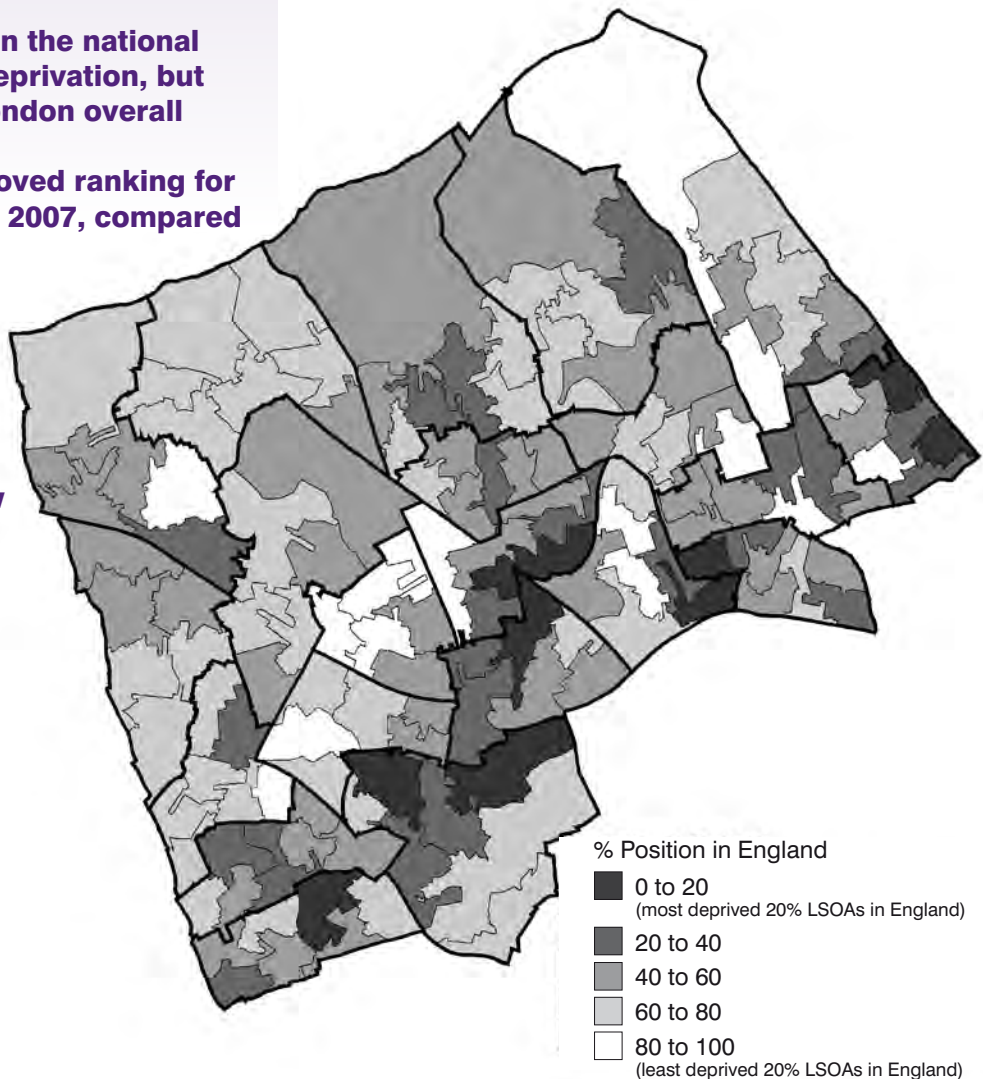 n the national
eprivation, but
ondon overall
oved ranking for
2007, compared
% Position in England
0 to 20
(most deprived 20% LSOAs in England)
20 to 40
40 to 60
60 to 80
80 to 100
(least deprived 20% LSOAs in England)